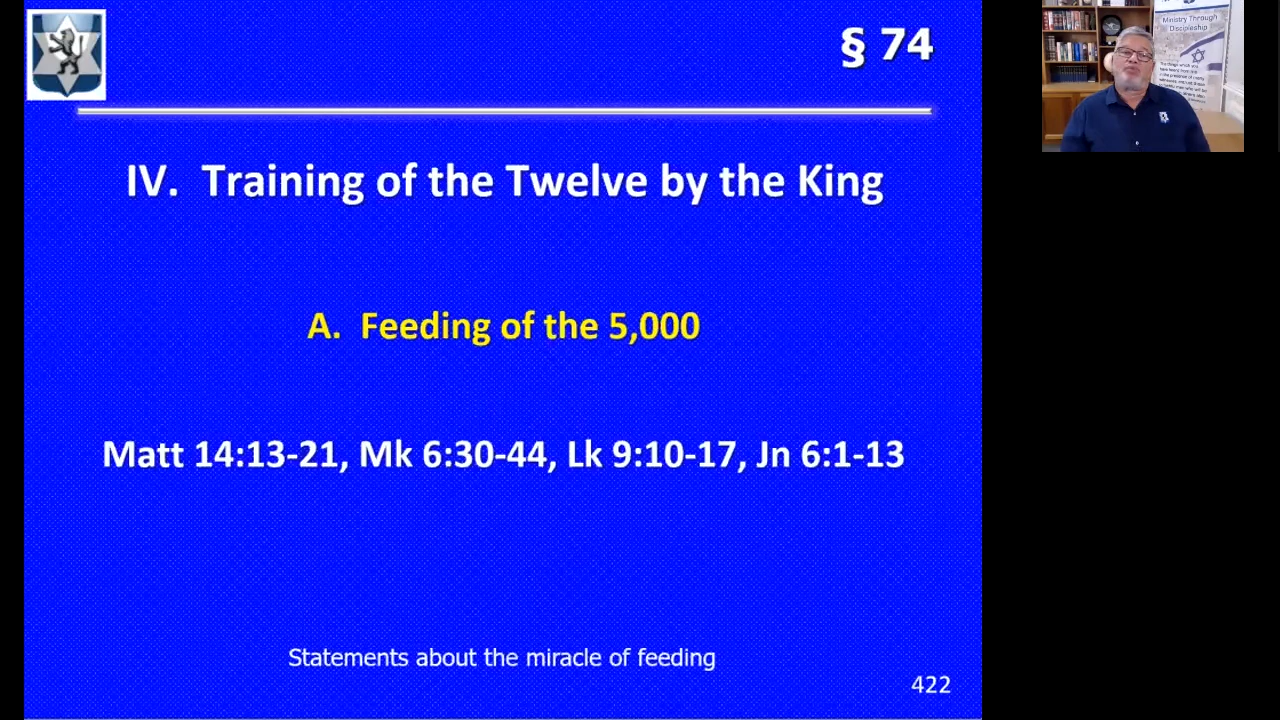 § 74
IV. Training of the Twelve by the King
A. Feeding of the 5,000
Matt 14:13-21, Mk 6:30-44, Lk 9:10-17, Jn 6:1-13
Statements about the miracle of feeding
422
Ministry Through
Discipleship